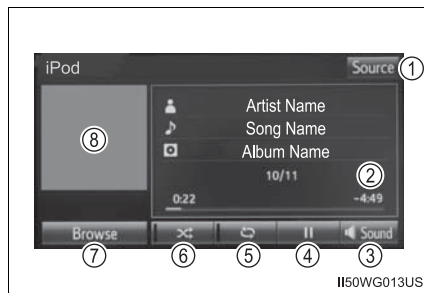 iPod
Source ①
Artist Name
Song Name
Album Name
⑧
10/11
②
0:22 -4:49
Browse
Sound
⑦ ⑥ ⑤ ④ ③
II50WG013US